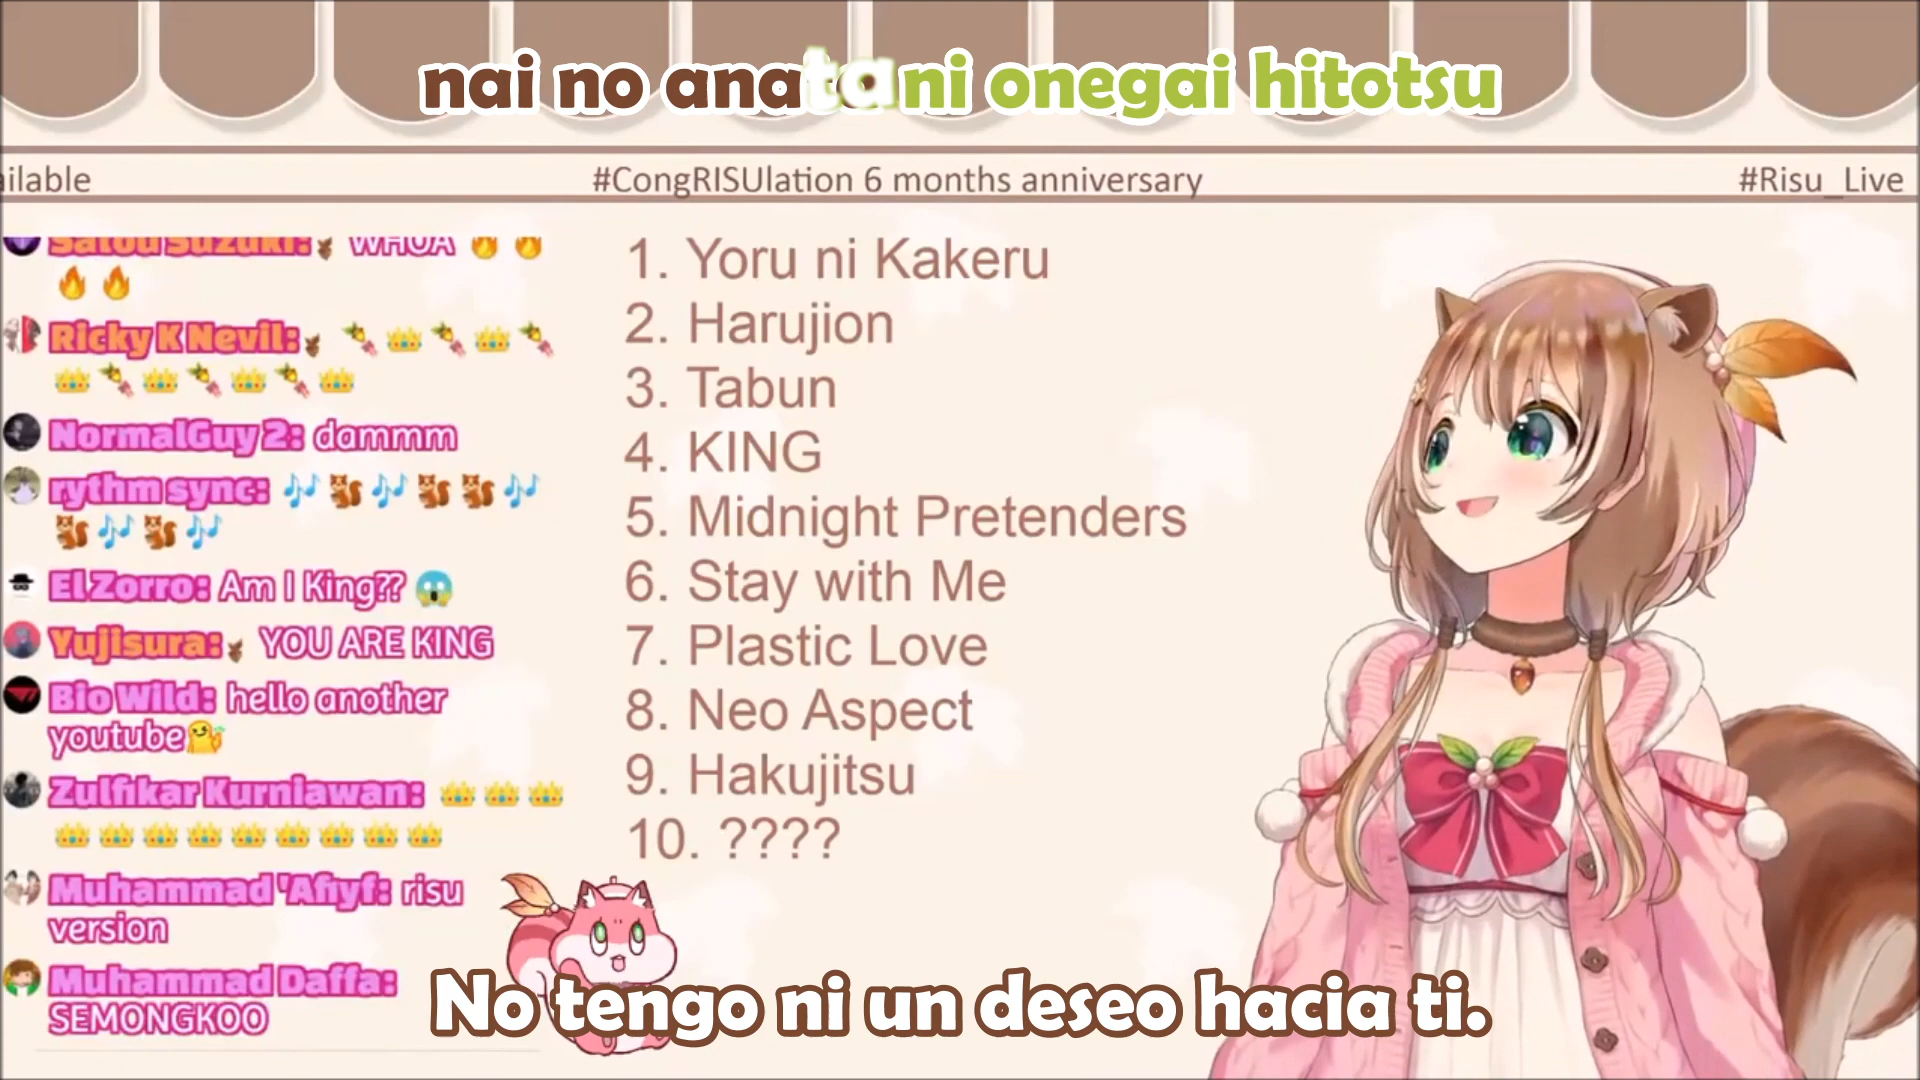 nai no anata ni onegai hitotsu
ilable
#CongRISUlation 6 months anniversary
#Risu_Live
Satou Suzuki: WHOA
Ricky K Nevil:
NormalGuy 2: dammm
rythm sync:
El Zorro: Am I King??
Yujisura: YOU ARE KING
Bio Wild: hello another
youtube
Zulfikar Kurniawan:
Muhammad 'Afiyf: risu
version
Muhammad Daffa:
SEMONGKOO
1. Yoru ni Kakeru
2. Harujion
3. Tabun
4. KING
5. Midnight Pretenders
6. Stay with Me
7. Plastic Love
8. Neo Aspect
9. Hakujitsu
10. ????
No tengo ni un deseo hacia ti.